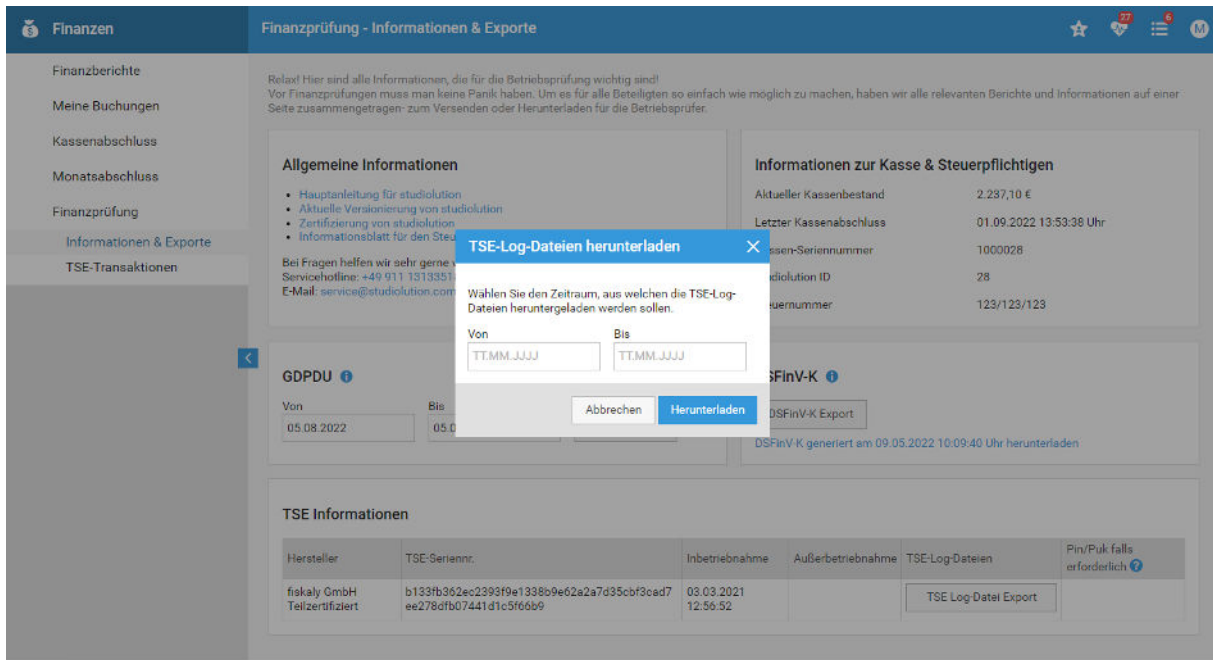 Finanzen
Finanzprüfung - Informationen & Exporte
27
6
M
Finanzberichte
Meine Buchungen
Kassenabschluss
Monatsabschluss
Finanzprüfung
Informationen & Exporte
TSE-Transaktionen
Relax! Hier sind alle Informationen, die für die Betriebsprüfung wichtig sind!
Vor Finanzprüfungen muss man keine Panik haben. Um es für alle Beteiligten so einfach wie möglich zu machen, haben wir alle relevanten Berichte und Informationen auf einer
Seite zusammengetragen- zum Versenden oder Herunterladen für die Betriebsprüfer.
Allgemeine Informationen
Hauptanleitung für studiolution
Aktuelle Versionierung von studiolution
Zertifizierung von studiolution
Informationsblatt für den Steu
Bei Fragen helfen wir sehr gerne
Servicehotline: +49 911 1313351
E-Mail: service@studiolution.com
Informationen zur Kasse & Steuerpflichtigen
Aktueller Kassenbestand 2.237,10 €
Letzter Kassenabschluss 01.09.2022 13:53:38 Uhr
ssen-Seriennummer 1000028
diolution ID 28
uernummer 123/123/123
TSE-Log-Dateien herunterladen
Wählen Sie den Zeitraum, aus welchen die TSE-Log-
Dateien heruntergeladen werden sollen.
Von Bis
TT.MM.JJJJ TT.MM.JJJJ
Abbrechen Herunterladen
GDPDU
Von Bis
05.08.2022 05.0
SFinV-K
DSFinV-K Export
DSFinV-K generiert am 09.05.2022 10:09:40 Uhr herunterladen
TSE Informationen
Hersteller TSE-Seriennr. Inbetriebnahme Außerbetriebnahme TSE-Log-Dateien Pin/Puk falls
erforderlich
fiskaly GmbH b133fb362ec2393f9e1338b9e62a2a7d35cbf3cad7 03.03.2021 TSE Log-Datei Export
Teilzertifiziert ee278dfb07441d1c5f66b9 12:56:52